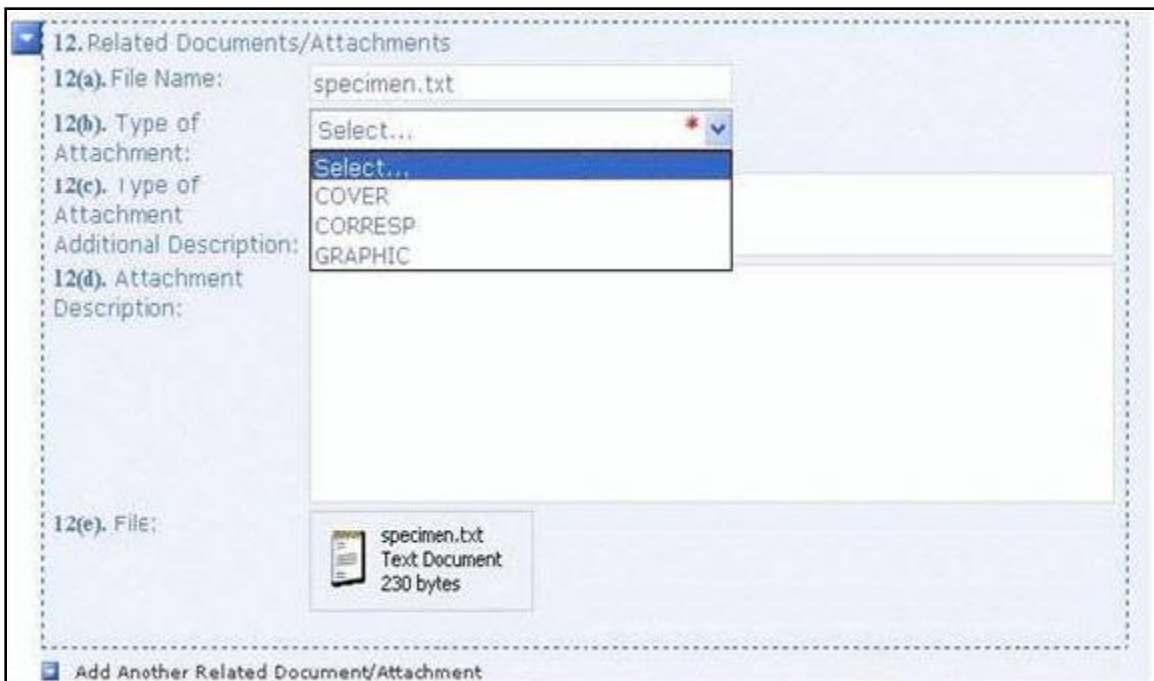 12. Related Documents/Attachments
12(a). File Name:
specimen.txt
12(b). Type of
Attachment:
Select...
*
Select...
COVER
CORRESP
GRAPHIC
12(c). Type of
Attachment
Additional Description:
12(d). Attachment
Description:
12(e). File:
specimen.txt
Text Document
230 bytes
Add Another Related Document/Attachment